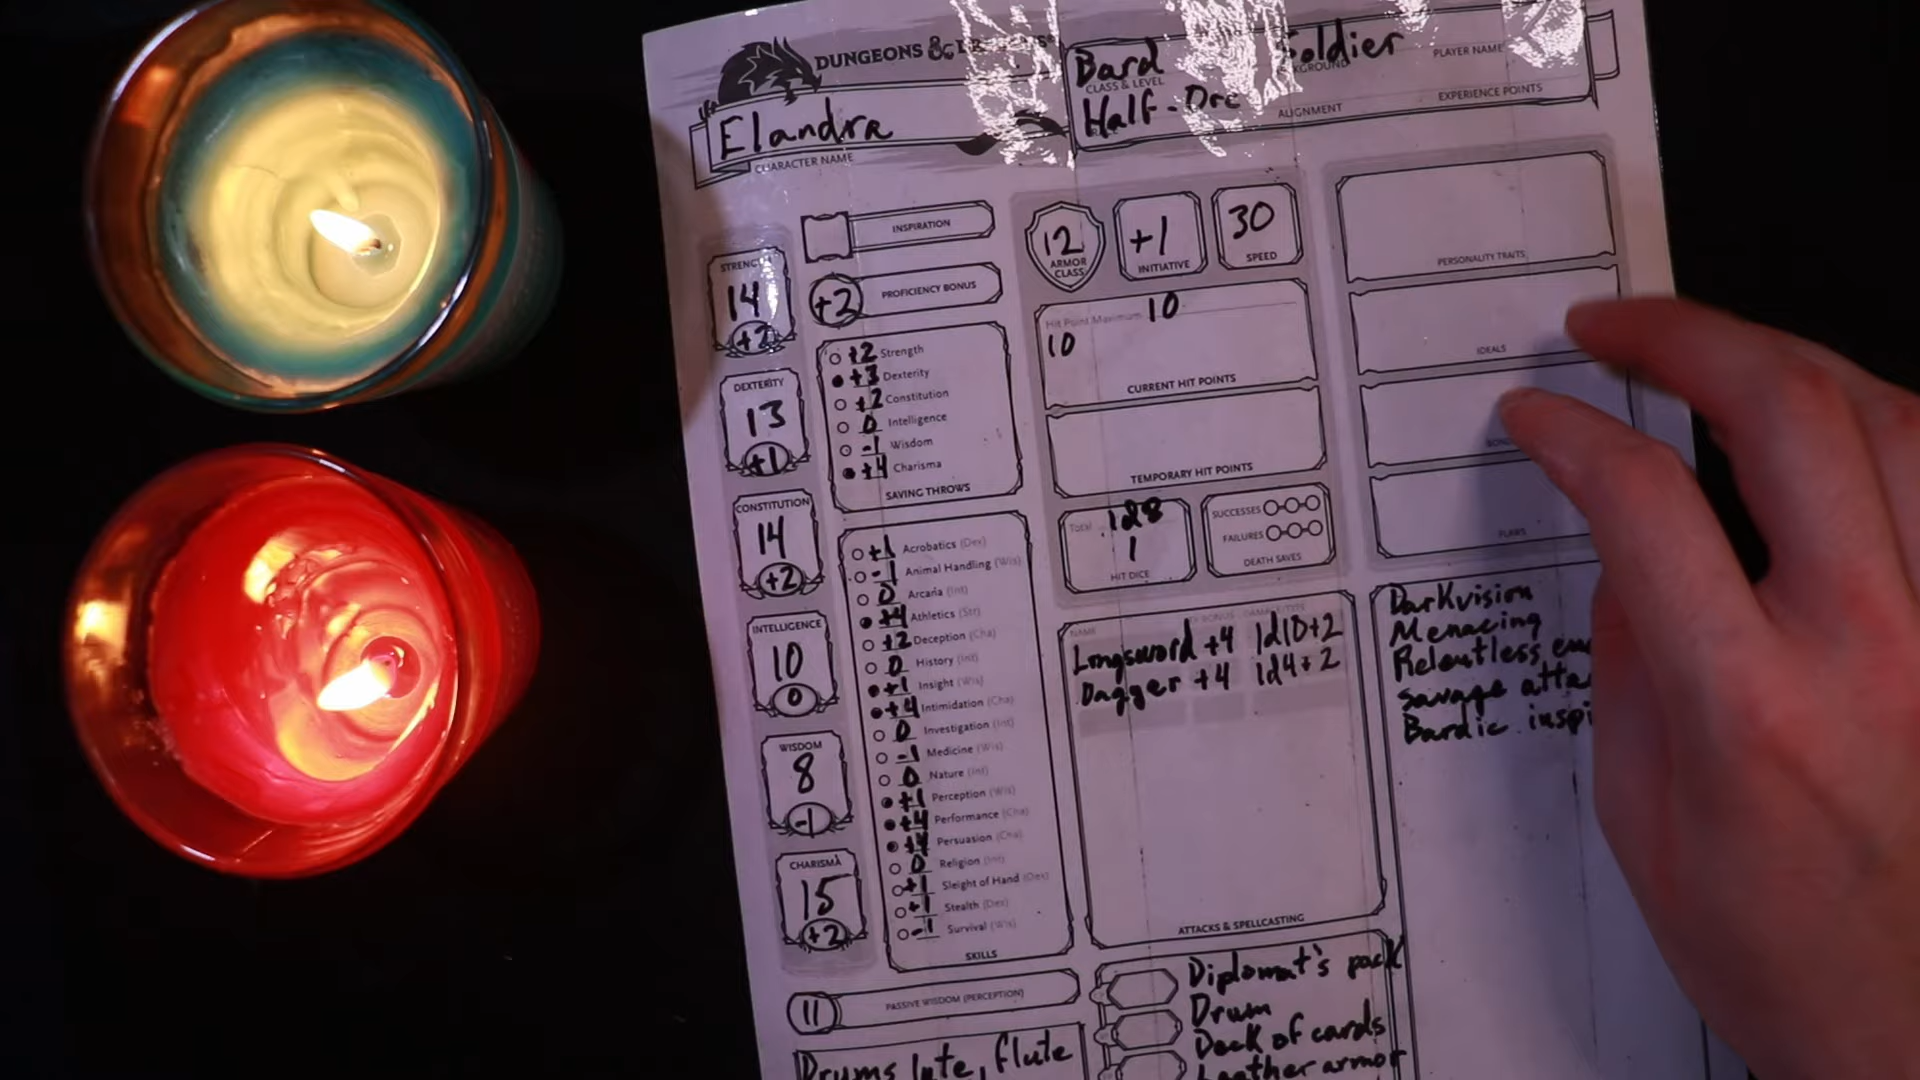 DUNGEONS &
Bard
Soldier
PLAYER NAME
CLASS & LEVEL
Elandra
Half-Orc
ALIGNMENT
EXPERIENCE POINTS
CHARACTER NAME
INSPIRATION
+2 PROFICIENCY BONUS
STRENGTH
14
+2
DEXTERITY
13
+1
CONSTITUTION
14
+2
INTELLIGENCE
10
0
WISDOM
8
-1
CHARISMA
15
+2
+2 Strength
+3 Dexterity
+2 Constitution
0 Intelligence
-1 Wisdom
+4 Charisma
SAVING THROWS
+1 Acrobatics (Dex)
-1 Animal Handling (Wis)
0 Arcana (Int)
+4 Athletics (Str)
+2 Deception (Cha)
0 History (Int)
+1 Insight (Wis)
+4 Intimidation (Cha)
0 Investigation (Int)
-1 Medicine (Wis)
0 Nature (Int)
+1 Perception (Wis)
+4 Performance (Cha)
+4 Persuasion (Cha)
0 Religion (Int)
+1 Sleight of Hand (Dex)
+1 Stealth (Dex)
-1 Survival (Wis)
SKILLS
11 PASSIVE WISDOM (PERCEPTION)
Drums, lute, flute
12
ARMOR
CLASS
+1
INITIATIVE
30
SPEED
Hit Point Maximum 10
10
CURRENT HIT POINTS
TEMPORARY HIT POINTS
Total 1d8
1
HIT DICE
SUCCESSES
FAILURES
DEATH SAVES
NAME
Longsword +4 1d10+2
Dagger +4 1d4+2
ATTACKS & SPELLCASTING
Diplomat's pack
Drum
Deck of cards
Leather armor
PERSONALITY TRAITS
IDEALS
FLAWS
Darkvision
Menacing
Relentless
Savage
Bardic